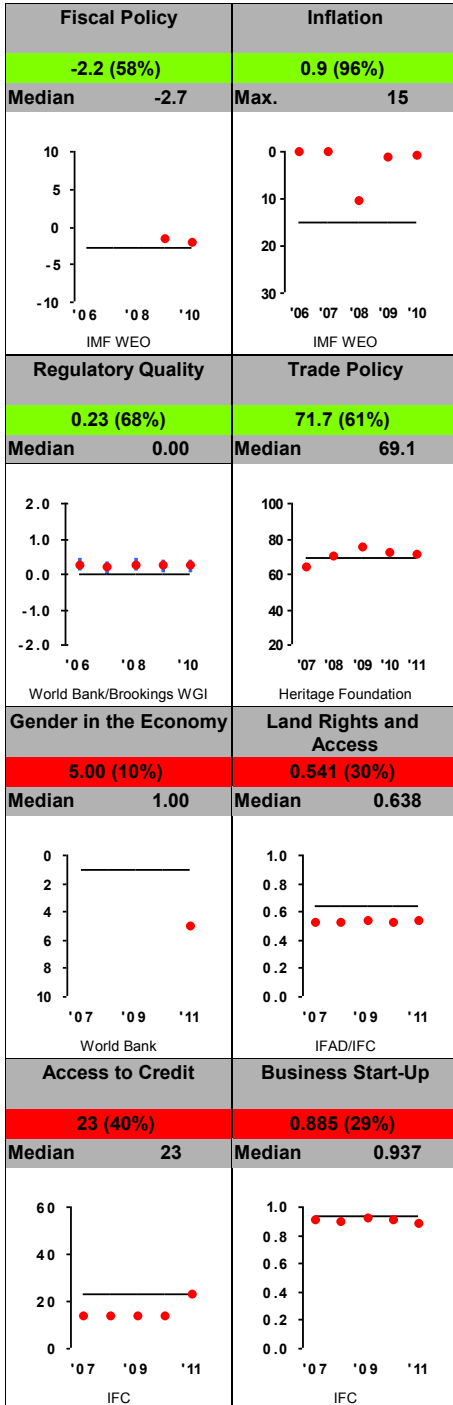 Fiscal Policy
-2.2 (58%)
Median -2.7
10
5
0
-5
-10
'06 '08 '10
IMF WEO
Inflation
0.9 (96%)
Max. 15
0
10
20
30
'06 '07 '08 '09 '10
IMF WEO
Regulatory Quality
0.23 (68%)
Median 0.00
2.0
1.0
0.0
-1.0
-2.0
'06 '08 '10
World Bank/Brookings WGI
Trade Policy
71.7 (61%)
Median 69.1
100
80
60
40
20
'07 '08 '09 '10 '11
Heritage Foundation
Gender in the Economy
5.00 (10%)
Median 1.00
0
2
4
6
8
10
'07 '09 '11
World Bank
Land Rights and
Access
0.541 (30%)
Median 0.638
1.0
0.8
0.6
0.4
0.2
0.0
'07 '09 '11
IFAD/IFC
Access to Credit
23 (40%)
Median 23
60
40
20
0
'07 '09 '11
IFC
Business Start-Up
0.885 (29%)
Median 0.937
1.0
0.8
0.6
0.4
0.2
0.0
'07 '09 '11
IFC